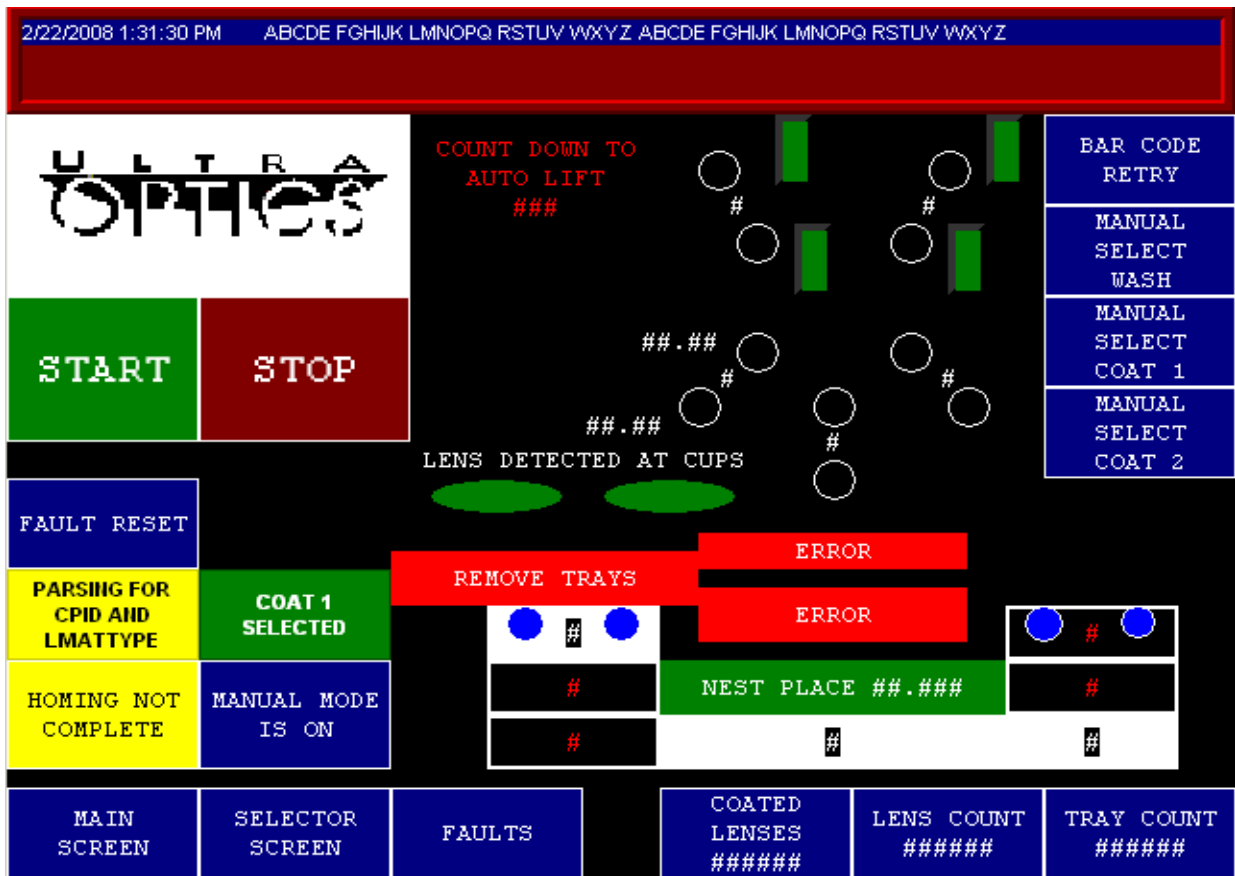 2/22/2008 1:31:30 PM ABCDE FGHIJK LMNOPQ RSTUV WXYZ ABCDE FGHIJK LMNOPQ RSTUV WXYZ
ULTRA
OPTICS
COUNT DOWN TO
AUTO LIFT
###
#
#
BAR CODE
RETRY
MANUAL
SELECT
WASH
MANUAL
SELECT
COAT 1
MANUAL
SELECT
COAT 2
START
STOP
##.##
#
#
##.##
#
LENS DETECTED AT CUPS
FAULT RESET
PARSING FOR
CPID AND
LMATTYPE
COAT 1
SELECTED
HOMING NOT
COMPLETE
MANUAL MODE
IS ON
REMOVE TRAYS
ERROR
ERROR
#
#
#
NEST PLACE ##.###
#
#
#
#
MAIN
SCREEN
SELECTOR
SCREEN
FAULTS
COATED
LENSES
######
LENS COUNT
######
TRAY COUNT
######